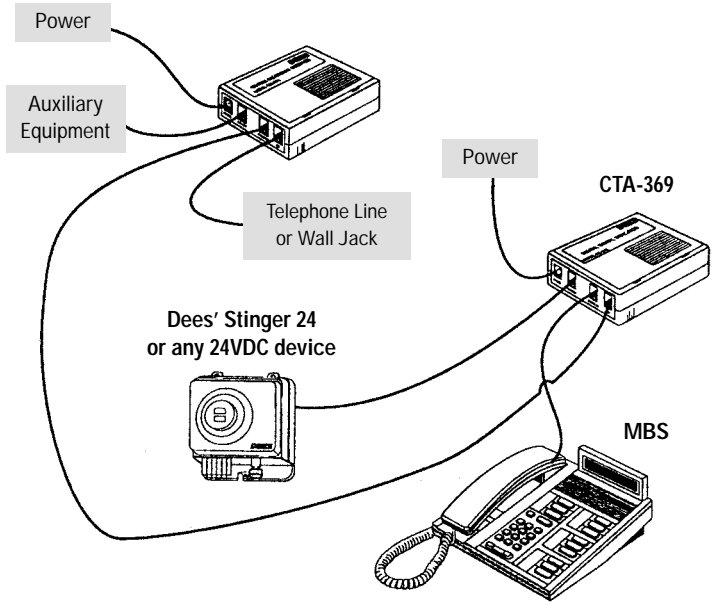 Power
Auxiliary
Equipment
Telephone Line
or Wall Jack
Power
CTA-369
Dees' Stinger 24
or any 24VDC device
MBS